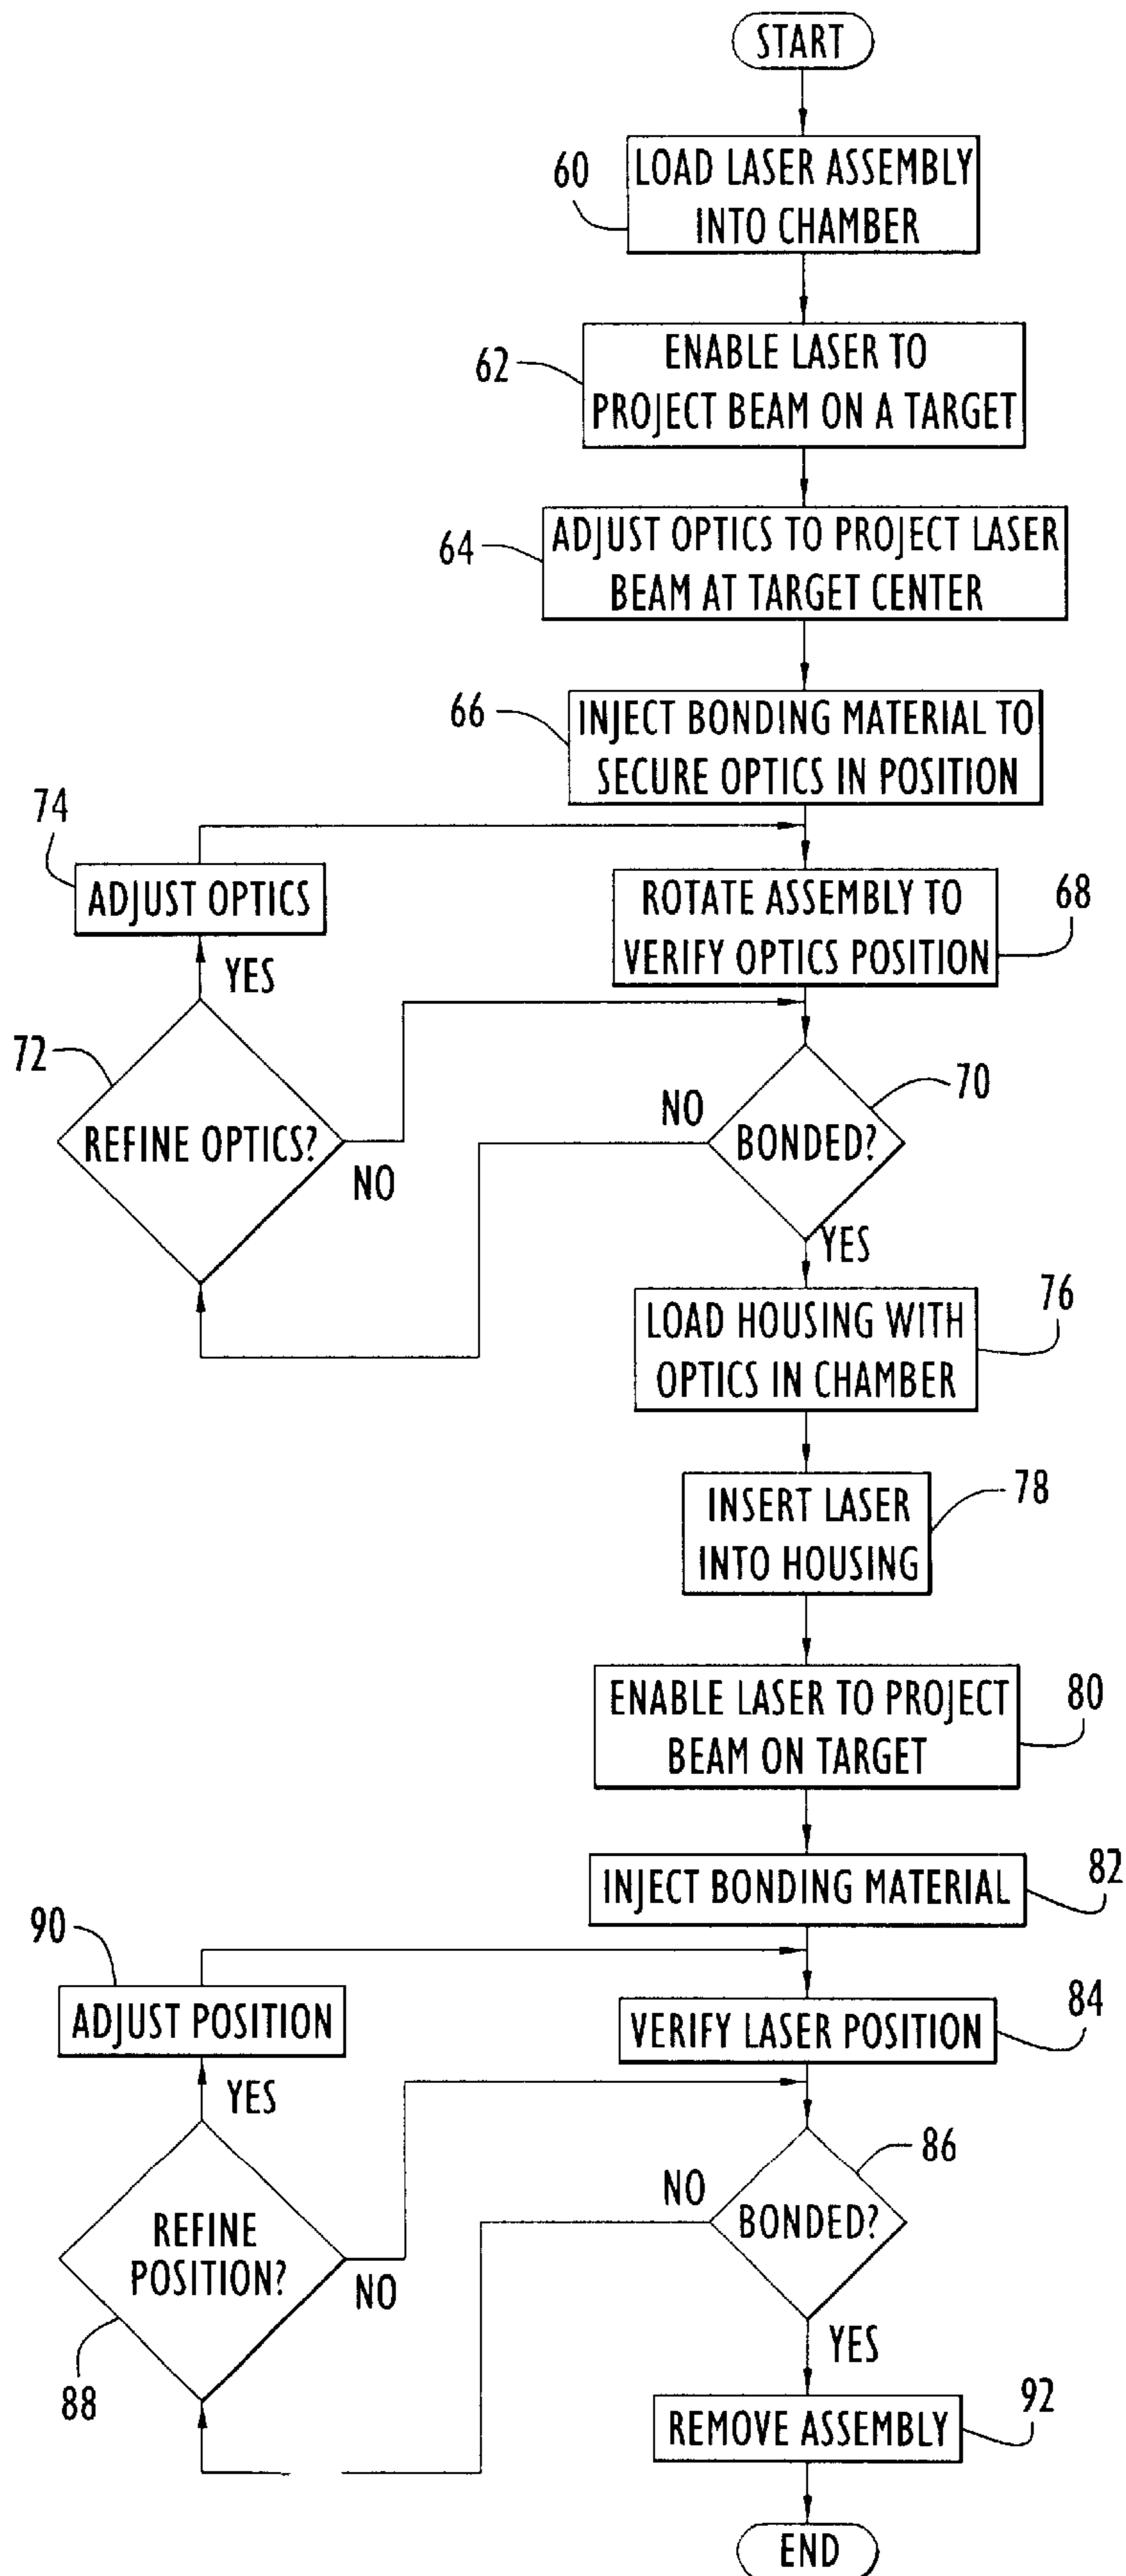 START
60
LOAD LASER ASSEMBLY
INTO CHAMBER
62
ENABLE LASER TO
PROJECT BEAM ON A TARGET
64
ADJUST OPTICS TO PROJECT LASER
BEAM AT TARGET CENTER
66
INJECT BONDING MATERIAL TO
SECURE OPTICS IN POSITION
74
ADJUST OPTICS
ROTATE ASSEMBLY TO
VERIFY OPTICS POSITION
68
YES
72
REFINE OPTICS?
NO
NO
BONDED?
70
YES
LOAD HOUSING WITH
OPTICS IN CHAMBER
76
INSERT LASER
INTO HOUSING
78
ENABLE LASER TO PROJECT
BEAM ON TARGET
80
INJECT BONDING MATERIAL
82
90
ADJUST POSITION
VERIFY LASER POSITION
84
YES
REFINE
POSITION?
NO
88
NO
BONDED?
86
YES
REMOVE ASSEMBLY
92
END